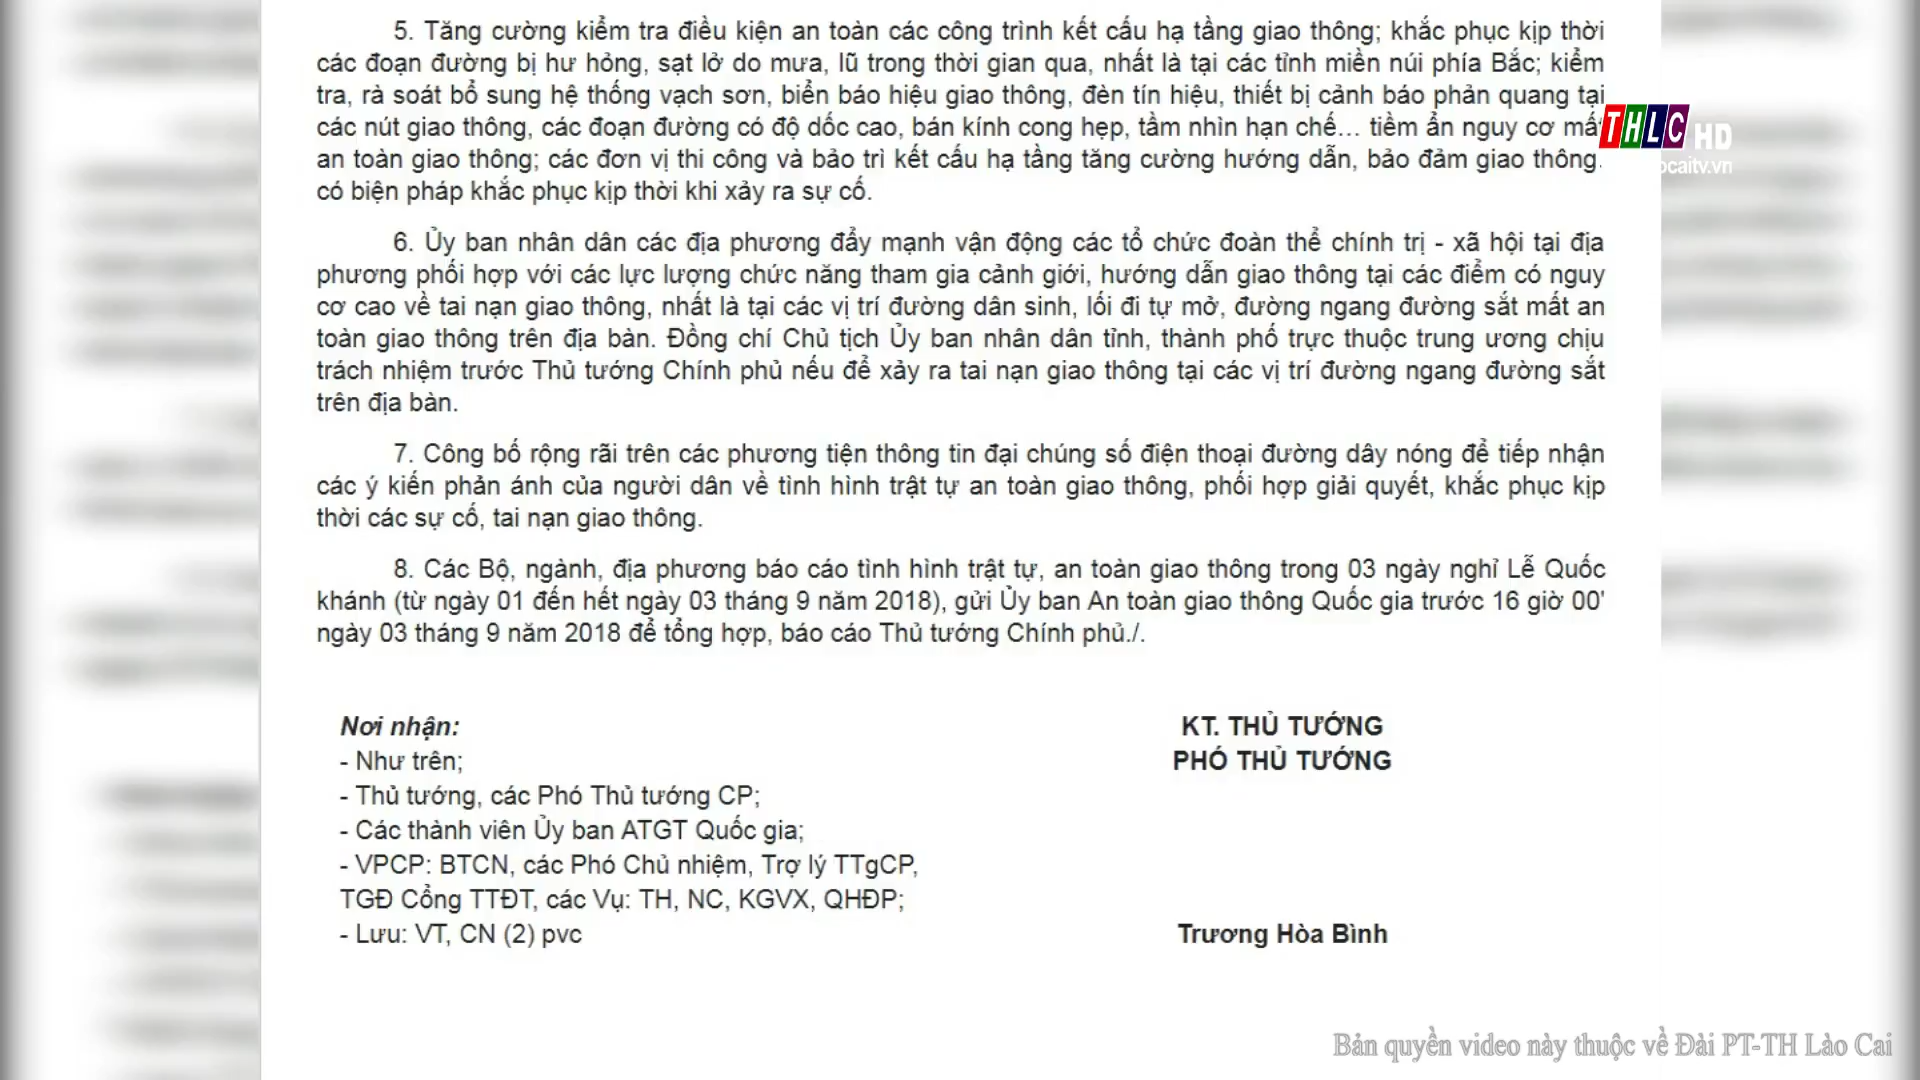 5. Tăng cường kiểm tra điều kiện an toàn các công trình kết cấu hạ tầng giao thông; khắc phục kịp thời
các đoạn đường bị hư hỏng, sạt lở do mưa, lũ trong thời gian qua, nhất là tại các tỉnh miền núi phía Bắc; kiểm
tra, rà soát bổ sung hệ thống vạch sơn, biển báo hiệu giao thông, đèn tín hiệu, thiết bị cảnh báo phản quang tại
các nút giao thông, các đoạn đường có độ dốc cao, bán kính cong hẹp, tầm nhìn hạn chế... tiềm ẩn nguy cơ mất
an toàn giao thông; các đơn vị thi công và bảo trì kết cấu hạ tầng tăng cường hướng dẫn, bảo đảm giao thông.
có biện pháp khắc phục kịp thời khi xảy ra sự cố.
THLC HD
ocaitv.vn
6. Ủy ban nhân dân các địa phương đẩy mạnh vận động các tổ chức đoàn thể chính trị - xã hội tại địa
phương phối hợp với các lực lượng chức năng tham gia cảnh giới, hướng dẫn giao thông tại các điểm có nguy
cơ cao về tai nạn giao thông, nhất là tại các vị trí đường dân sinh, lối đi tự mở, đường ngang đường sắt mất an
toàn giao thông trên địa bàn. Đồng chí Chủ tịch Ủy ban nhân dân tỉnh, thành phố trực thuộc trung ương chịu
trách nhiệm trước Thủ tướng Chính phủ nếu để xảy ra tai nạn giao thông tại các vị trí đường ngang đường sắt
trên địa bàn.
7. Công bố rộng rãi trên các phương tiện thông tin đại chúng số điện thoại đường dây nóng để tiếp nhận
các ý kiến phản ánh của người dân về tình hình trật tự an toàn giao thông, phối hợp giải quyết, khắc phục kịp
thời các sự cố, tai nạn giao thông.
8. Các Bộ, ngành, địa phương báo cáo tình hình trật tự, an toàn giao thông trong 03 ngày nghỉ Lễ Quốc
khánh (từ ngày 01 đến hết ngày 03 tháng 9 năm 2018), gửi Ủy ban An toàn giao thông Quốc gia trước 16 giờ 00'
ngày 03 tháng 9 năm 2018 để tổng hợp, báo cáo Thủ tướng Chính phủ./.
Nơi nhận:
- Như trên;
- Thủ tướng, các Phó Thủ tướng CP;
- Các thành viên Ủy ban ATGT Quốc gia;
- VPCP: BTCN, các Phó Chủ nhiệm, Trợ lý TTgCP,
TGĐ Cổng TTĐT, các Vụ: TH, NC, KGVX, QHĐP;
- Lưu: VT, CN (2) pvc
KT. THỦ TƯỚNG
PHÓ THỦ TƯỚNG
Trương Hòa Bình
Bản quyền video này thuộc về Đài PT-TH Lào Cai